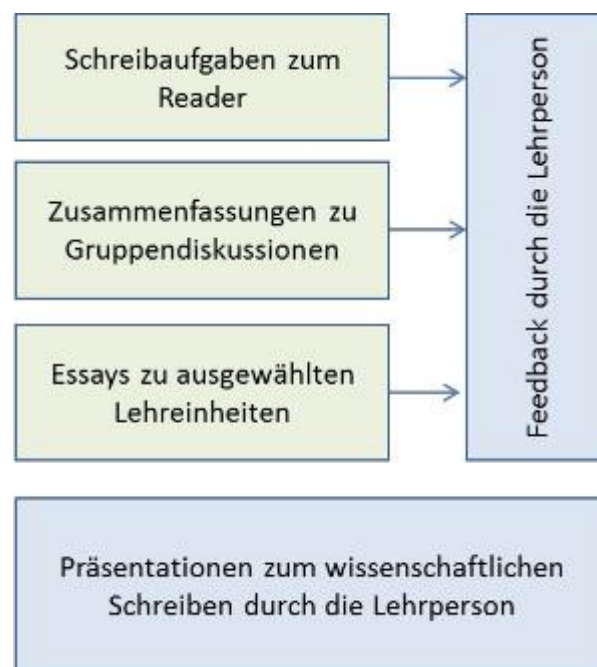 Schreibaufgaben zum
Reader
Zusammenfassungen zu
Gruppendiskussionen
Essays zu ausgewählten
Lehreinheiten
Feedback durch die Lehrperson
Präsentationen zum wissenschaftlichen
Schreiben durch die Lehrperson